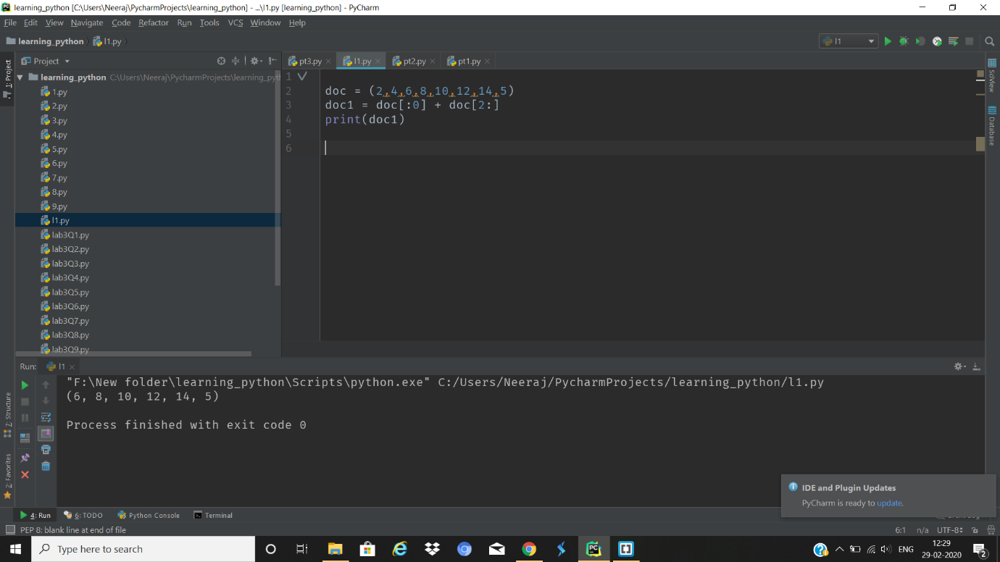 learning_python [C:\Users\Neeraj\PycharmProjects\learning_python] - ...\l1.py [learning_python] - PyCharm
File Edit View Navigate Code Refactor Run Tools VCS Window Help
learning_python l1.py
l1
1: Project
Project
pt3.py l1.py pt2.py pt1.py
learning_python C:\Users\Neeraj\PycharmProjects\learning_pyth
1.py
2.py
3.py
4.py
5.py
6.py
7.py
8.py
9.py
l1.py
lab3Q1.py
lab3Q2.py
lab3Q3.py
lab3Q4.py
lab3Q5.py
lab3Q6.py
lab3Q7.py
lab3Q8.py
lab3Q9.py
1
2 doc = (2,4,6,8,10,12,14,5)
3 doc1 = doc[:0] + doc[2:]
4 print(doc1)
5
6
SciView
Database
Run: l1
"F:\New folder\learning_python\Scripts\python.exe" C:/Users/Neeraj/PycharmProjects/learning_python/l1.py
(6, 8, 10, 12, 14, 5)
Process finished with exit code 0
7: Structure
2: Favorites
IDE and Plugin Updates
PyCharm is ready to update.
4: Run 6: TODO Python Console Terminal
PEP 8: blank line at end of file
6:1 n/a UTF-8
Type here to search
PC
ENG
12:29
29-02-2020
2